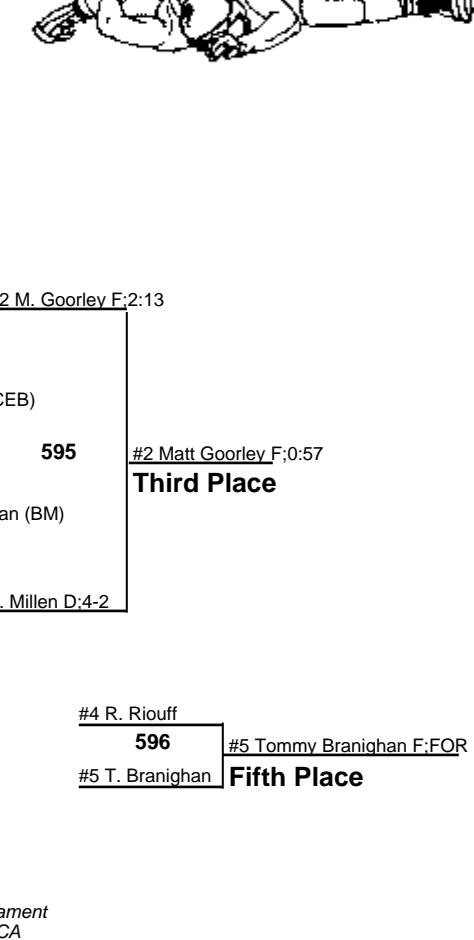 2 M. Goorley F;2:13
CEB)
595
#2 Matt Goorley F;0:57
Third Place
an (BM)
. Millen D;4-2
#4 R. Riouff
596
#5 Tommy Branighan F;FOR
#5 T. Branighan
Fifth Place
ament
CA